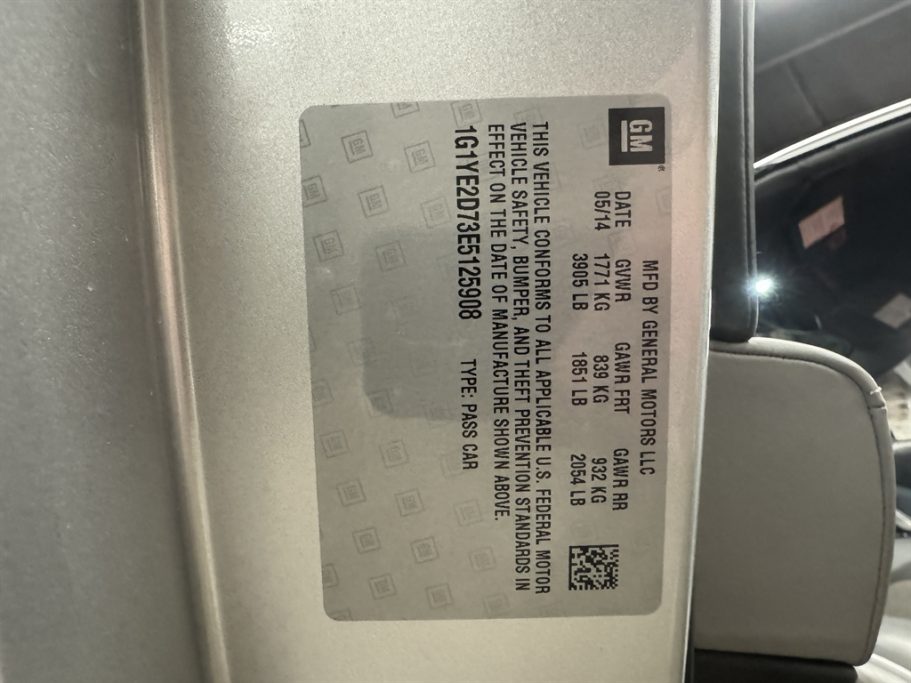 GM
MFD BY GENERAL MOTORS LLC
DATE GVWR GAWR FRT GAWR RR
05/14 1771 KG 839 KG 932 KG
3905 LB 1851 LB 2054 LB
THIS VEHICLE CONFORMS TO ALL APPLICABLE U.S. FEDERAL MOTOR
VEHICLE SAFETY, BUMPER, AND THEFT PREVENTION STANDARDS IN
EFFECT ON THE DATE OF MANUFACTURE SHOWN ABOVE.
1G1YE2D73E5125908 TYPE: PASS CAR